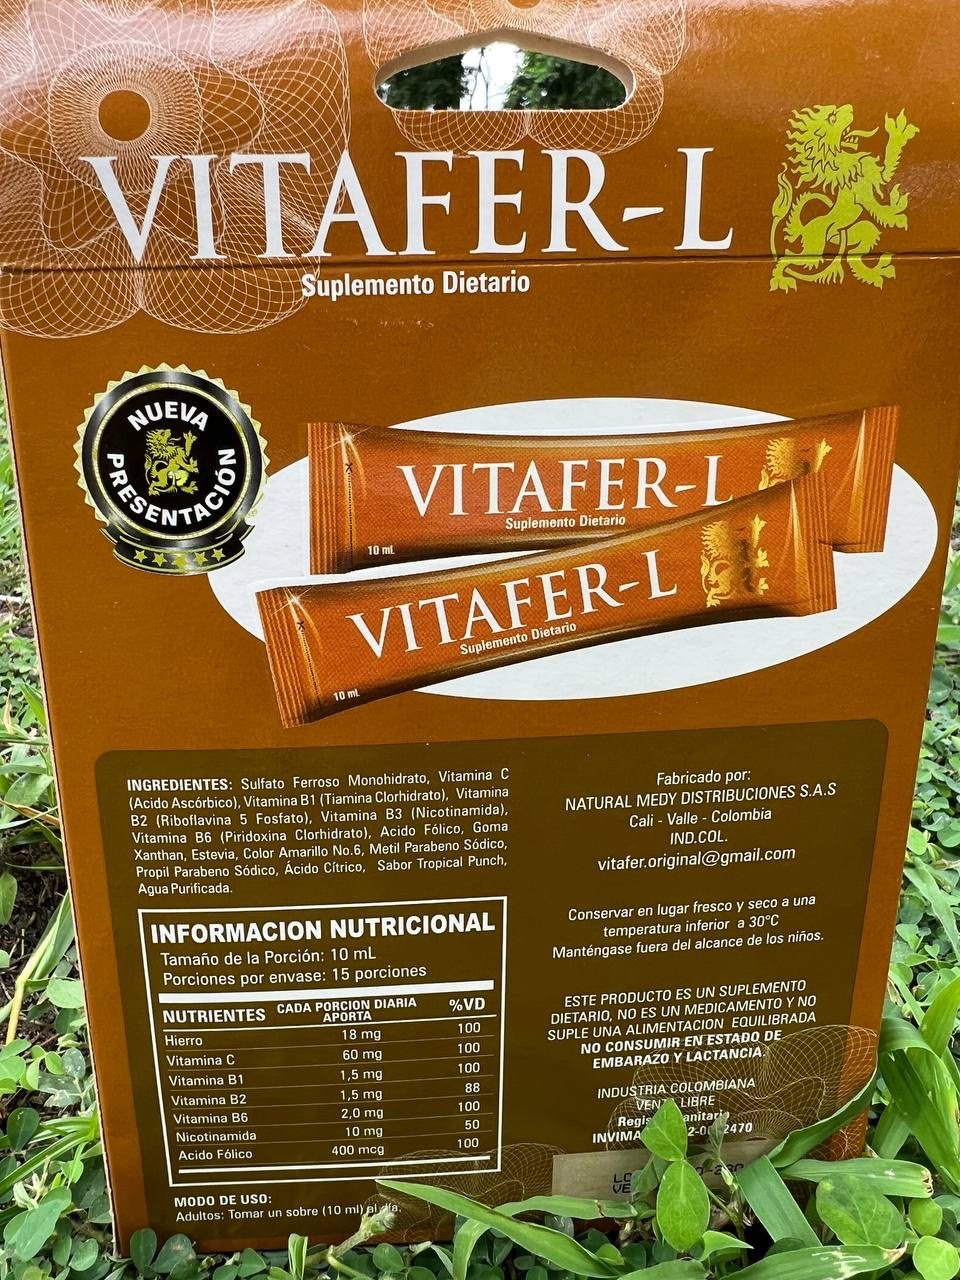 VITAFER-L
Suplemento Dietario
NUEVA
PRESENTACIÓN
VITAFER-L
Suplemento Dietario
10 mL
VITAFER-L
Suplemento Dietario
10 mL
INGREDIENTES: Sulfato Ferroso Monohidrato, Vitamina C
(Acido Ascórbico), Vitamina B1 (Tiamina Clorhidrato), Vitamina
B2 (Riboflavina 5 Fosfato), Vitamina B3 (Nicotinamida),
Vitamina B6 (Piridoxina Clorhidrato), Acido Fólico, Goma
Xanthan, Estevia, Color Amarillo No.6, Metil Parabeno Sódico,
Propil Parabeno Sódico, Ácido Cítrico, Sabor Tropical Punch,
Agua Purificada.
INFORMACION NUTRICIONAL
Tamaño de la Porción: 10 mL
Porciones por envase: 15 porciones
NUTRIENTES CADA PORCION DIARIA APORTA %VD
Hierro 18 mg 100
Vitamina C 60 mg 100
Vitamina B1 1,5 mg 100
Vitamina B2 1,5 mg 88
Vitamina B6 2,0 mg 100
Nicotinamida 10 mg 50
Acido Fólico 400 mcg 100
MODO DE USO:
Adultos: Tomar un sobre (10 ml) al día.
Fabricado por:
NATURAL MEDY DISTRIBUCIONES S.A.S
Cali - Valle - Colombia
IND.COL.
vitafer.original@gmail.com
Conservar en lugar fresco y seco a una
temperatura inferior a 30°C
Manténgase fuera del alcance de los niños.
ESTE PRODUCTO ES UN SUPLEMENTO
DIETARIO, NO ES UN MEDICAMENTO Y NO
SUPLE UNA ALIMENTACION EQUILIBRADA
NO CONSUMIR EN ESTADO DE
EMBARAZO Y LACTANCIA.
INDUSTRIA COLOMBIANA
VENTA LIBRE
INVIMA